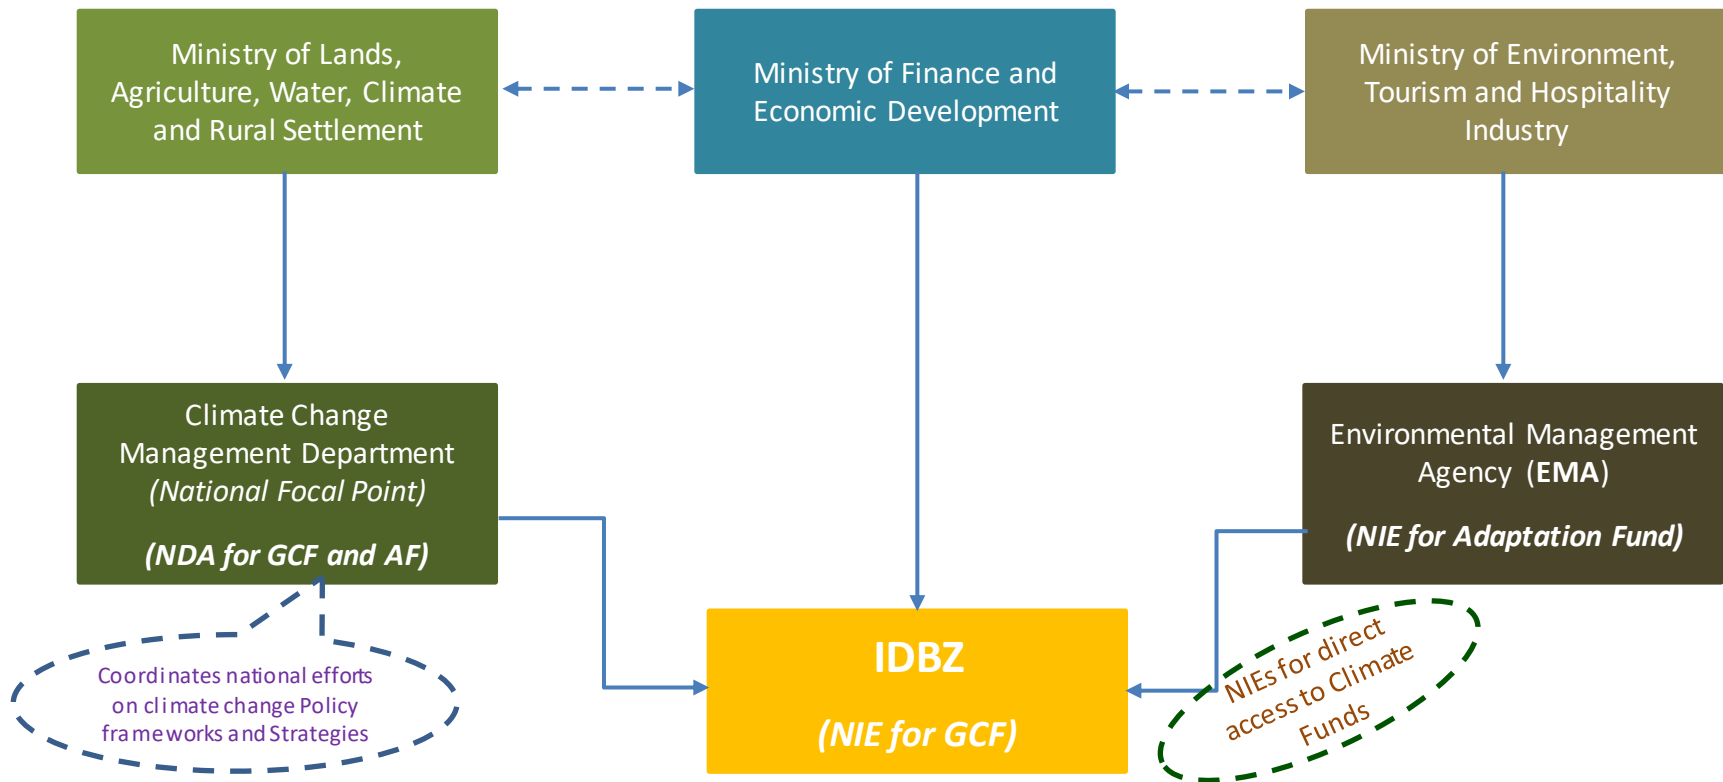 Ministry of Lands,
Agriculture, Water, Climate
and Rural Settlement
Ministry of Finance and
Economic Development
Ministry of Environment,
Tourism and Hospitality
Industry
Climate Change
Management Department
(National Focal Point)
(NDA for GCF and AF)
Environmental Management
Agency (EMA)
(NIE for Adaptation Fund)
Coordinates national efforts
on climate change Policy
frameworks and Strategies
IDBZ
(NIE for GCF)
NIEs for direct
access to Climate
Funds